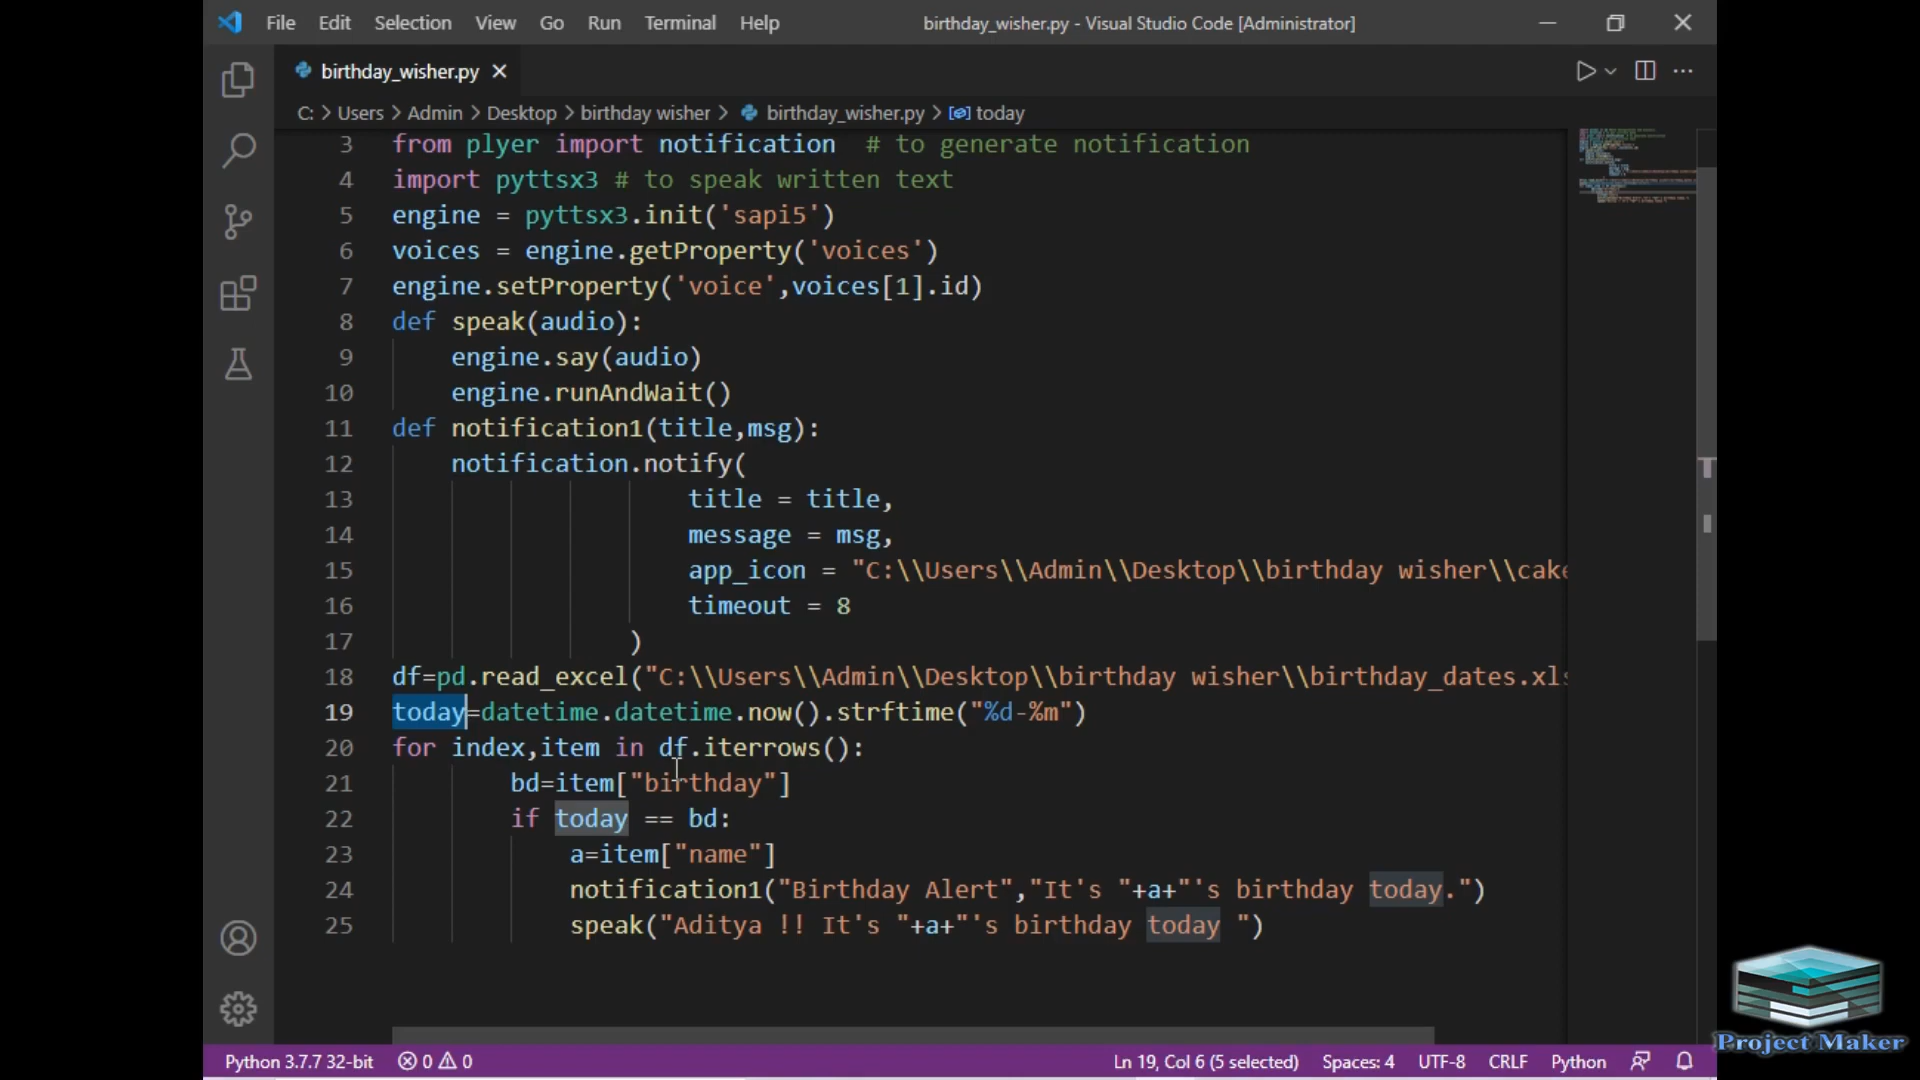 File Edit Selection View Go Run Terminal Help
birthday_wisher.py - Visual Studio Code [Administrator]
birthday_wisher.py
C: > Users > Admin > Desktop > birthday wisher > birthday_wisher.py > today
3 from plyer import notification  # to generate notification
4 import pyttsx3 # to speak written text
5 engine = pyttsx3.init('sapi5')
6 voices = engine.getProperty('voices')
7 engine.setProperty('voice',voices[1].id)
8 def speak(audio):
9     engine.say(audio)
10     engine.runAndWait()
11 def notification1(title,msg):
12     notification.notify(
13                     title = title,
14                     message = msg,
15                     app_icon = "C:\\Users\\Admin\\Desktop\\birthday wisher\\cake
16                     timeout = 8
17                 )
18 df=pd.read_excel("C:\\Users\\Admin\\Desktop\\birthday wisher\\birthday_dates.xls
19 today=datetime.datetime.now().strftime("%d-%m")
20 for index,item in df.iterrows():
21         bd=item["birthday"]
22         if today == bd:
23             a=item["name"]
24             notification1("Birthday Alert","It's "+a+"'s birthday today.")
25             speak("Aditya !! It's "+a+"'s birthday today ")
Python 3.7.7 32-bit 0 0 Ln 19, Col 6 (5 selected) Spaces: 4 UTF-8 CRLF Python
Project Maker